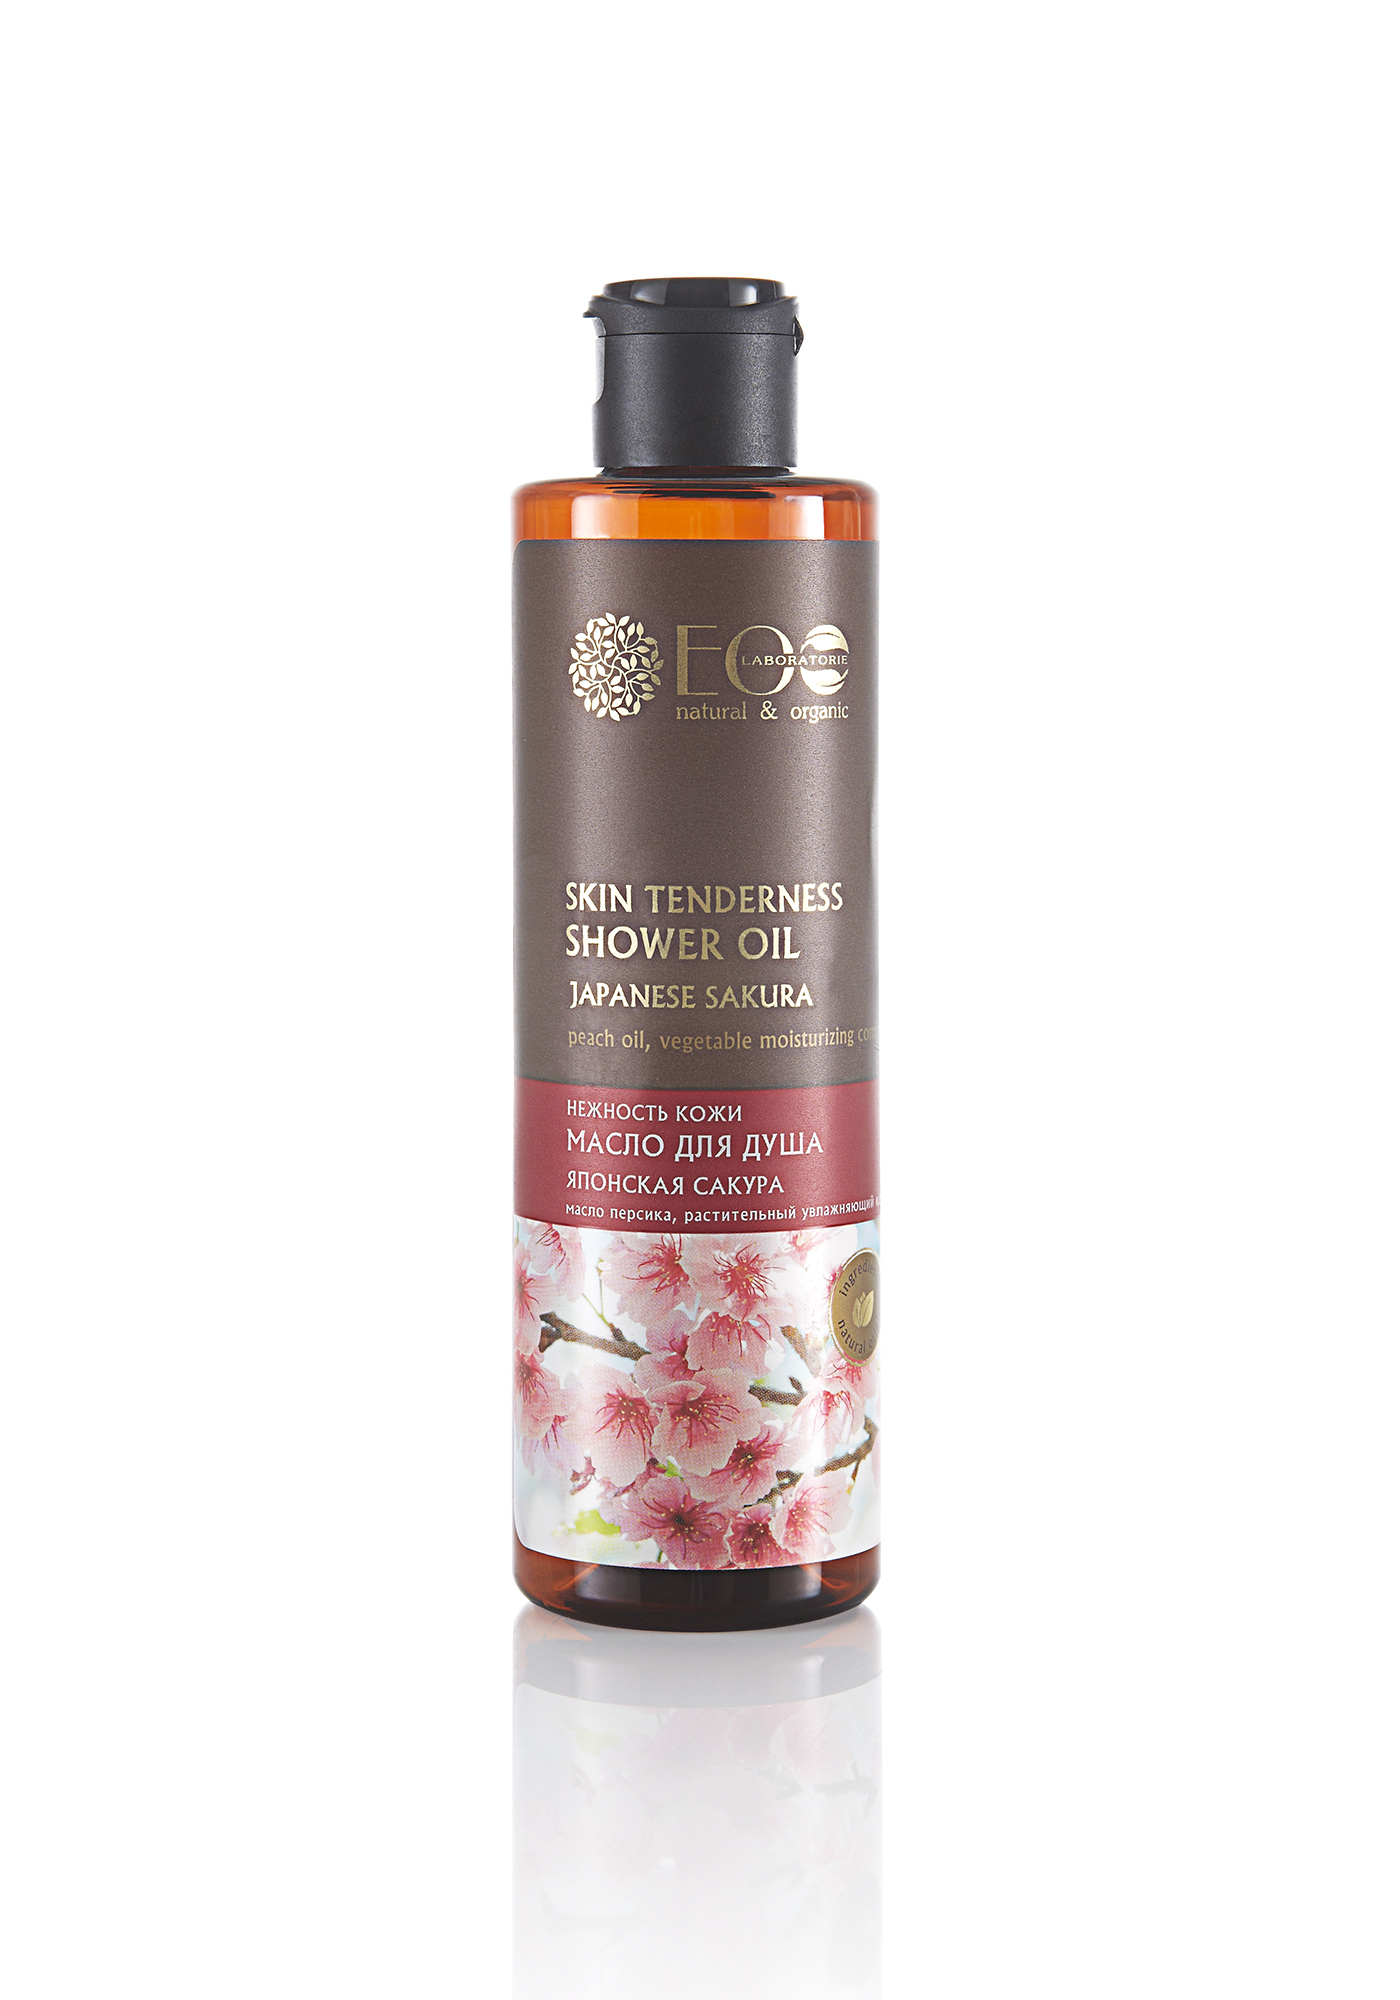 EO LABORATORIE
natural & organic
SKIN TENDERNESS
SHOWER OIL
JAPANESE SAKURA
peach oil, vegetable moisturizing
НЕЖНОСТЬ КОЖИ
МАСЛО ДЛЯ ДУША
ЯПОНСКАЯ САКУРА
масло персика, растительный увлажняющий
natural